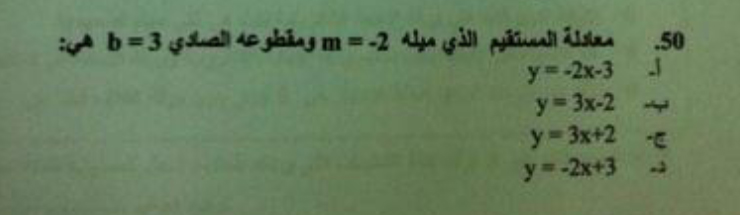 50. معادلة المستقيم الذي ميله m = -2 ومقطوعه الصادي b = 3 هي:
أ- y = -2x-3
ب- y = 3x-2
ج- y = 3x+2
د- y = -2x+3